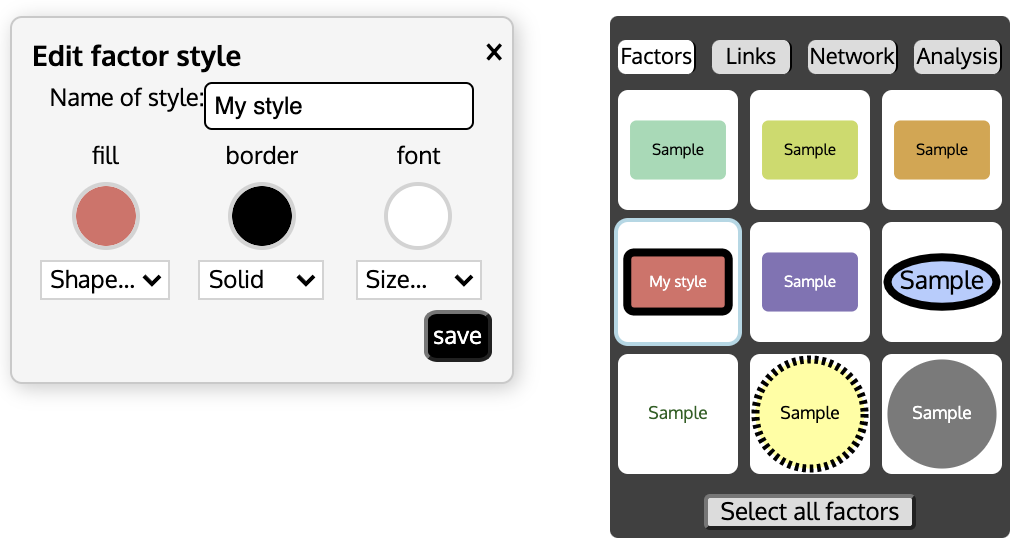 Edit factor style
Name of style: My style
fill border font
Shape... Solid Size...
save
Factors Links Network Analysis
Sample Sample Sample
My style Sample Sample
Sample Sample Sample
Select all factors